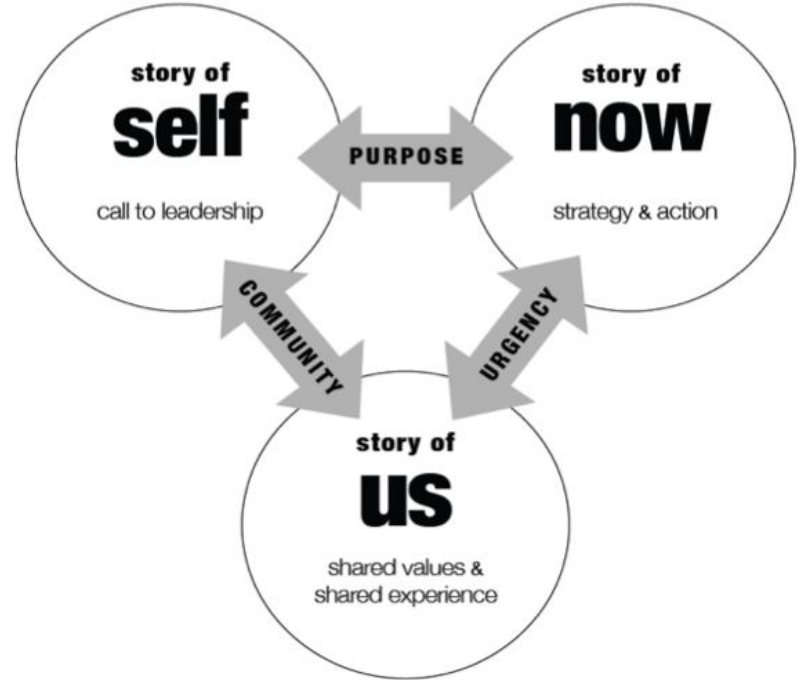 story of
self
call to leadership
PURPOSE
story of
now
strategy & action
COMMUNITY
URGENCY
story of
us
shared values &
shared experience